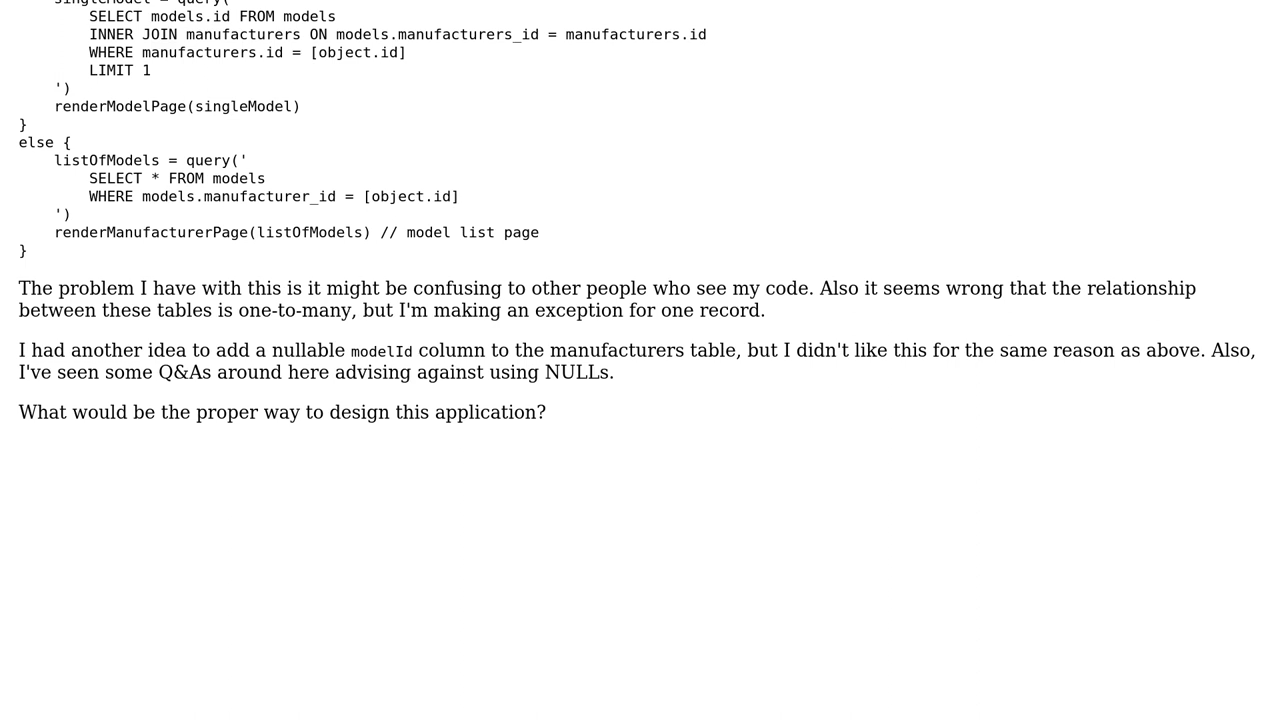 singleModel = query('
SELECT models.id FROM models
INNER JOIN manufacturers ON models.manufacturers_id = manufacturers.id
WHERE manufacturers.id = [object.id]
LIMIT 1
')
renderModelPage(singleModel)
}
else {
listOfModels = query('
SELECT * FROM models
WHERE models.manufacturer_id = [object.id]
')
renderManufacturerPage(listOfModels) // model list page
}
The problem I have with this is it might be confusing to other people who see my code. Also it seems wrong that the relationship
between these tables is one-to-many, but I'm making an exception for one record.
I had another idea to add a nullable modelId column to the manufacturers table, but I didn't like this for the same reason as above. Also,
I've seen some Q&As around here advising against using NULLs.
What would be the proper way to design this application?